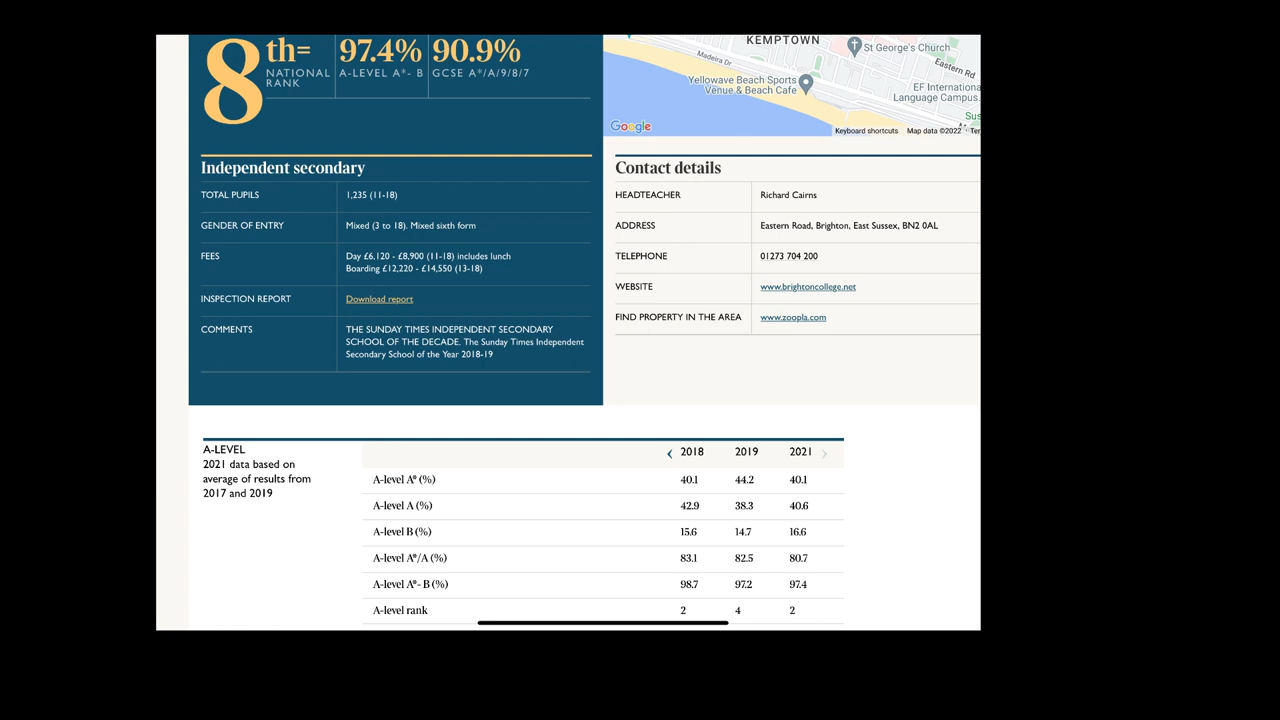 8th=
NATIONAL
RANK
97.4%
A-LEVEL A*- B
90.9%
GCSE A*/A/9/8/7
KEMPTOWN
St George's Church
Madeira Dr
Eastern Rd
Yellowave Beach Sports
Venue & Beach Cafe
EF Internationa
Language Campus.
Google
Keyboard shortcuts
Map data ©2022
Independent secondary
TOTAL PUPILS
1,235 (11-18)
GENDER OF ENTRY
Mixed (3 to 18). Mixed sixth form
FEES
Day £6,120 - £8,900 (11-18) includes lunch
Boarding £12,220 - £14,550 (13-18)
INSPECTION REPORT
Download report
COMMENTS
THE SUNDAY TIMES INDEPENDENT SECONDARY
SCHOOL OF THE DECADE. The Sunday Times Independent
Secondary School of the Year 2018-19
Contact details
HEADTEACHER
Richard Cairns
ADDRESS
Eastern Road, Brighton, East Sussex, BN2 0AL
TELEPHONE
01273 704 200
WEBSITE
www.brightoncollege.net
FIND PROPERTY IN THE AREA
www.zoopla.com
A-LEVEL
2021 data based on
average of results from
2017 and 2019
2018 2019 2021
A-level A* (%) 40.1 44.2 40.1
A-level A (%) 42.9 38.3 40.6
A-level B (%) 15.6 14.7 16.6
A-level A*/A (%) 83.1 82.5 80.7
A-level A*- B (%) 98.7 97.2 97.4
A-level rank 2 4 2